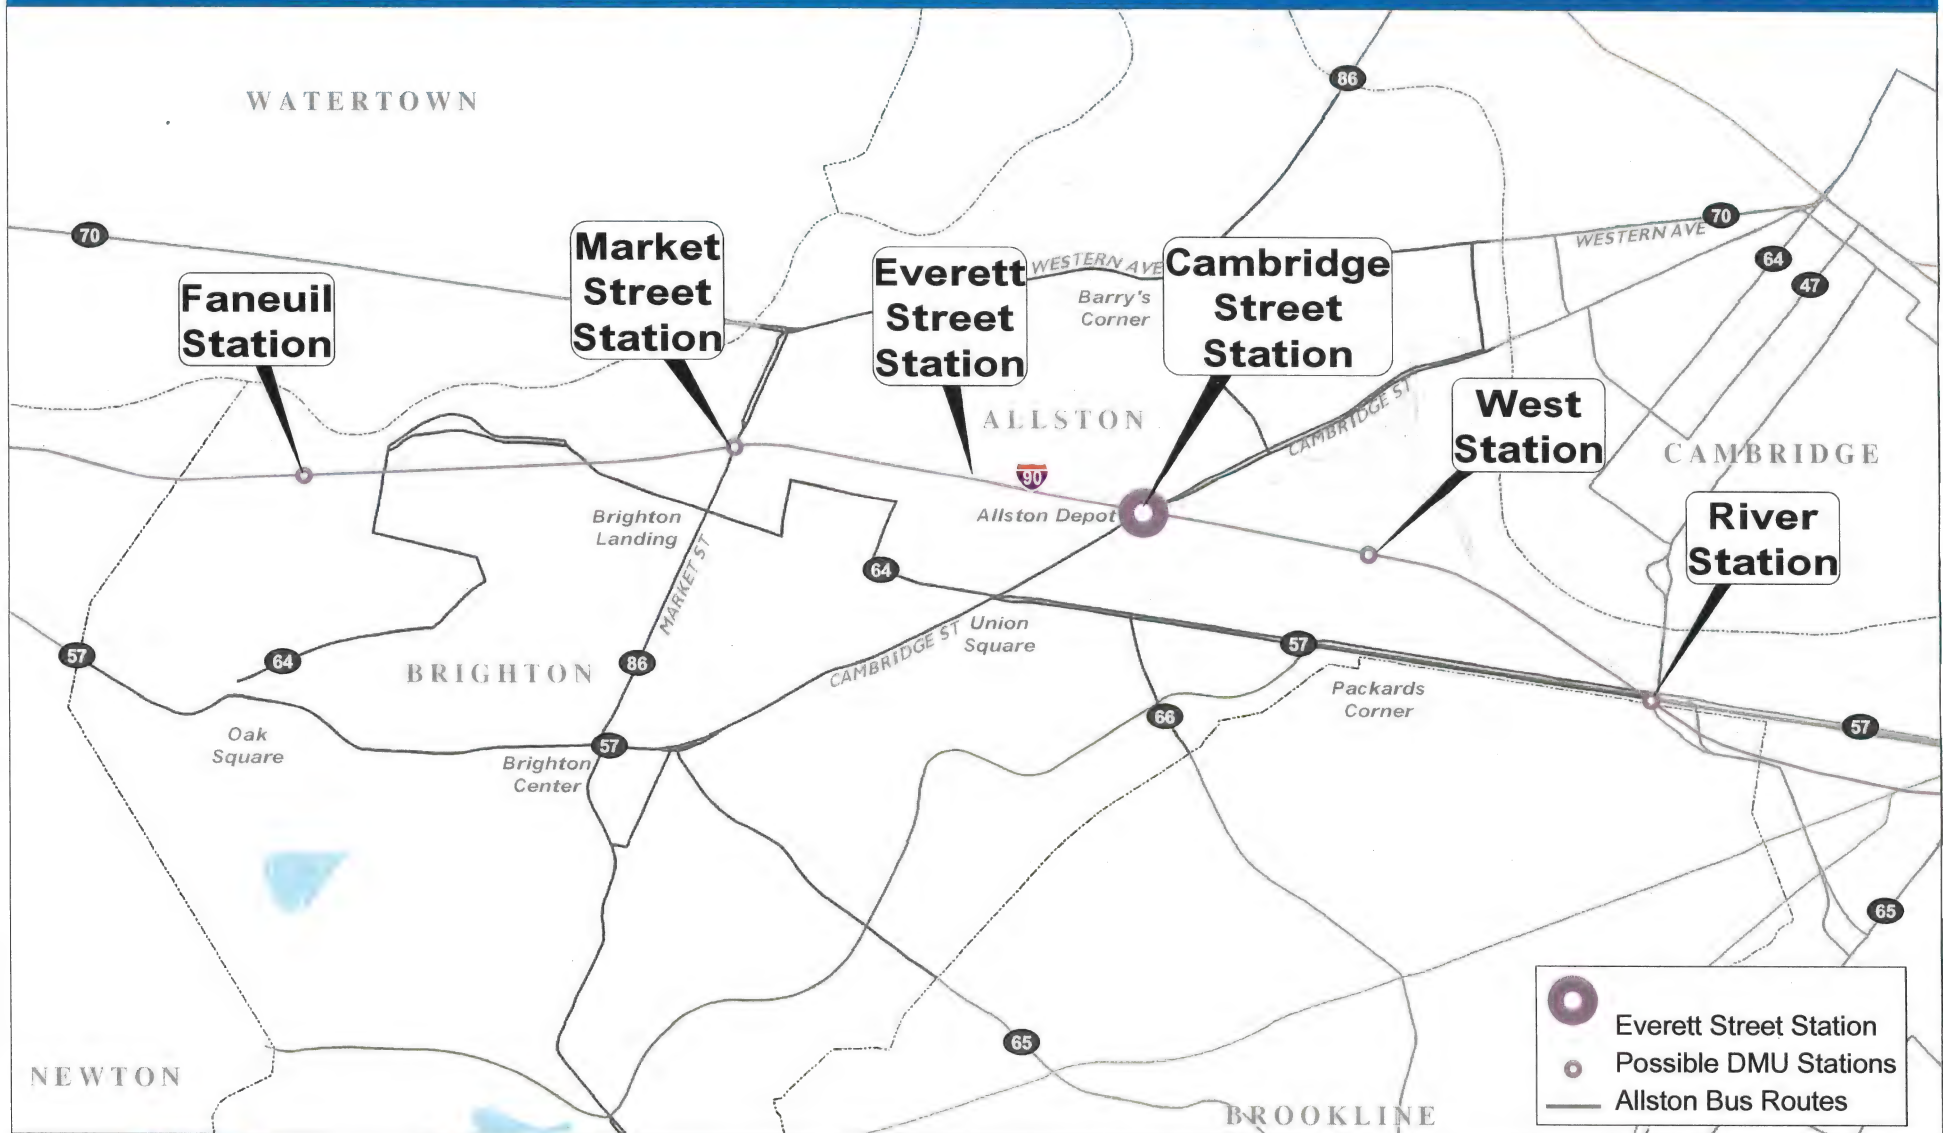 WATERTOWN
86
70
70
WESTERN AVE
64
47
Faneuil
Station
Market
Street
Station
Everett
Street
Station
WESTERN AVE
Barry's
Corner
Cambridge
Street
Station
ALLSTON
CAMBRIDGE ST
West
Station
CAMBRIDGE
River
Station
90
Allston Depot
Brighton
Landing
MARKET ST
64
57
64
BRIGHTON
86
CAMBRIDGE ST
Union
Square
57
Packards
Corner
66
57
Oak
Square
Brighton
Center
57
65
65
NEWTON
BROOKLINE
Everett Street Station
Possible DMU Stations
Allston Bus Routes